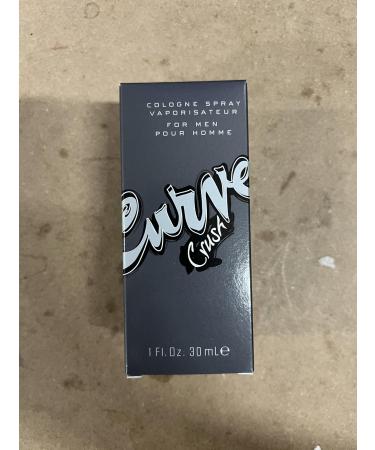 COLOGNE SPRAY
VAPORISATEUR
FOR MEN
POUR HOMME
Curve
Crush
1 Fl. Oz. 30 mL e